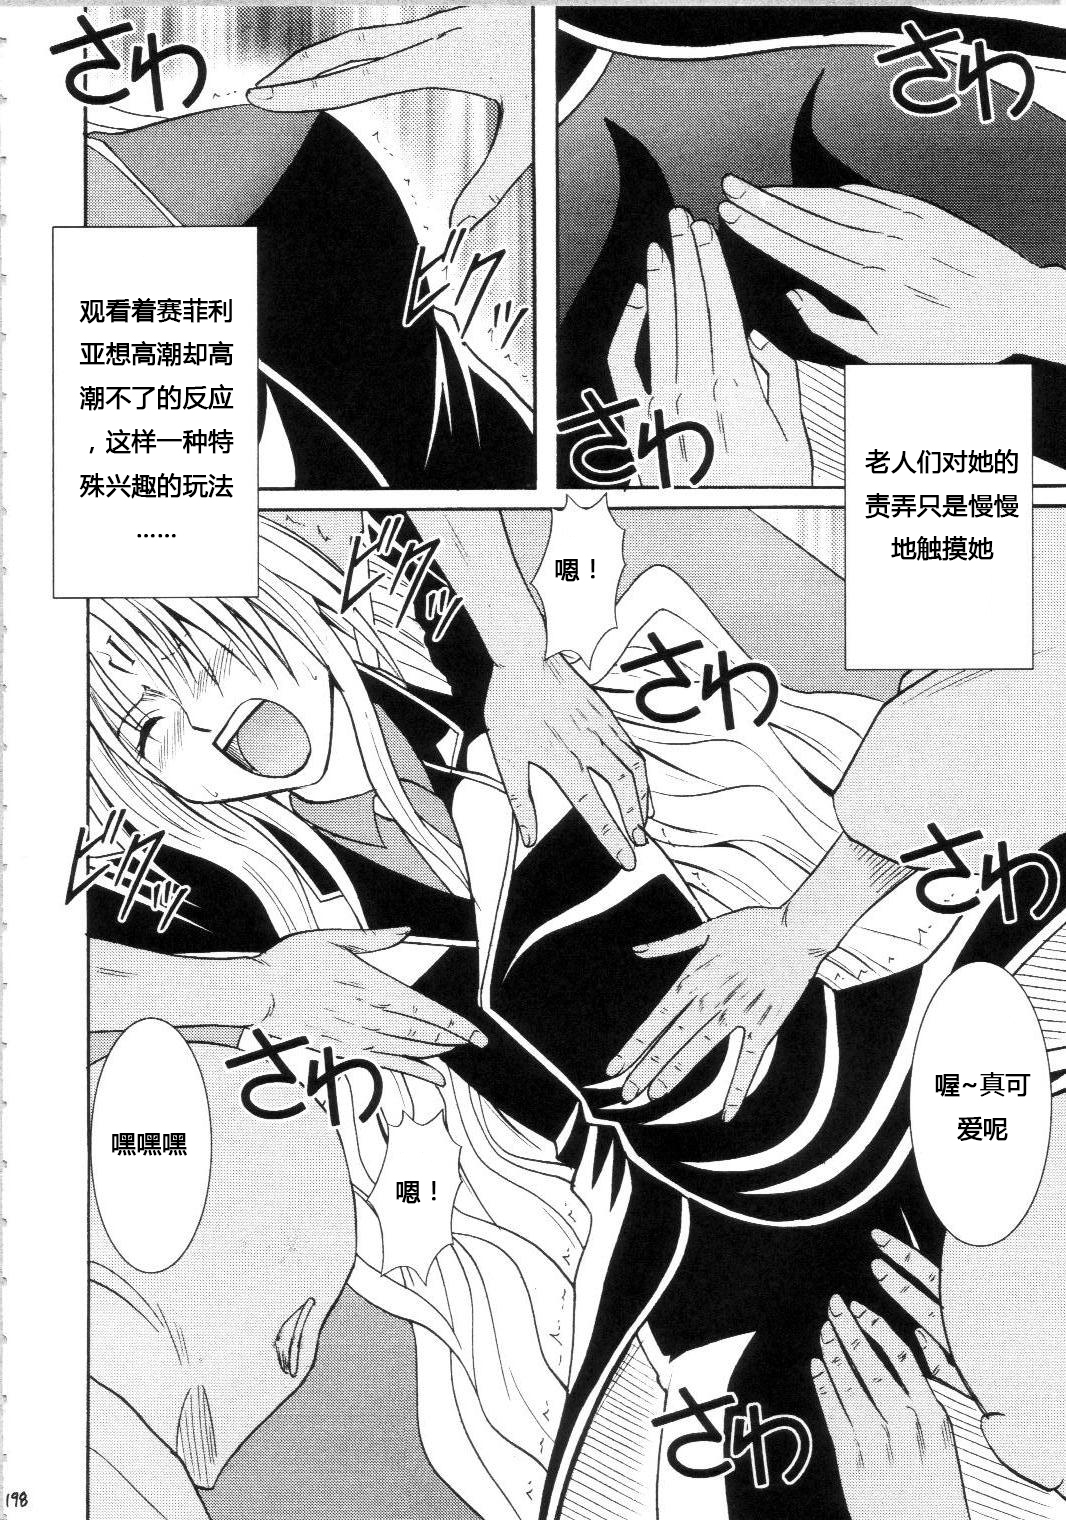 さわ
さわ
ビクッ
老人们对她的
责弄只是慢慢
地触摸她
さわ
观看着赛菲利
亚想高潮却高
潮不了的反应
，这样一种特
殊兴趣的玩法
……
嗯！
ビクッ
さわ
さわ
ビクッ
喔~真可
爱呢
さわ
嘿嘿嘿
嗯！
さわ
198